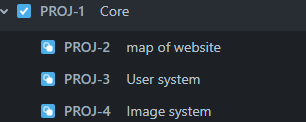 PROJ-1 Core
PROJ-2 map of website
PROJ-3 User system
PROJ-4 Image system